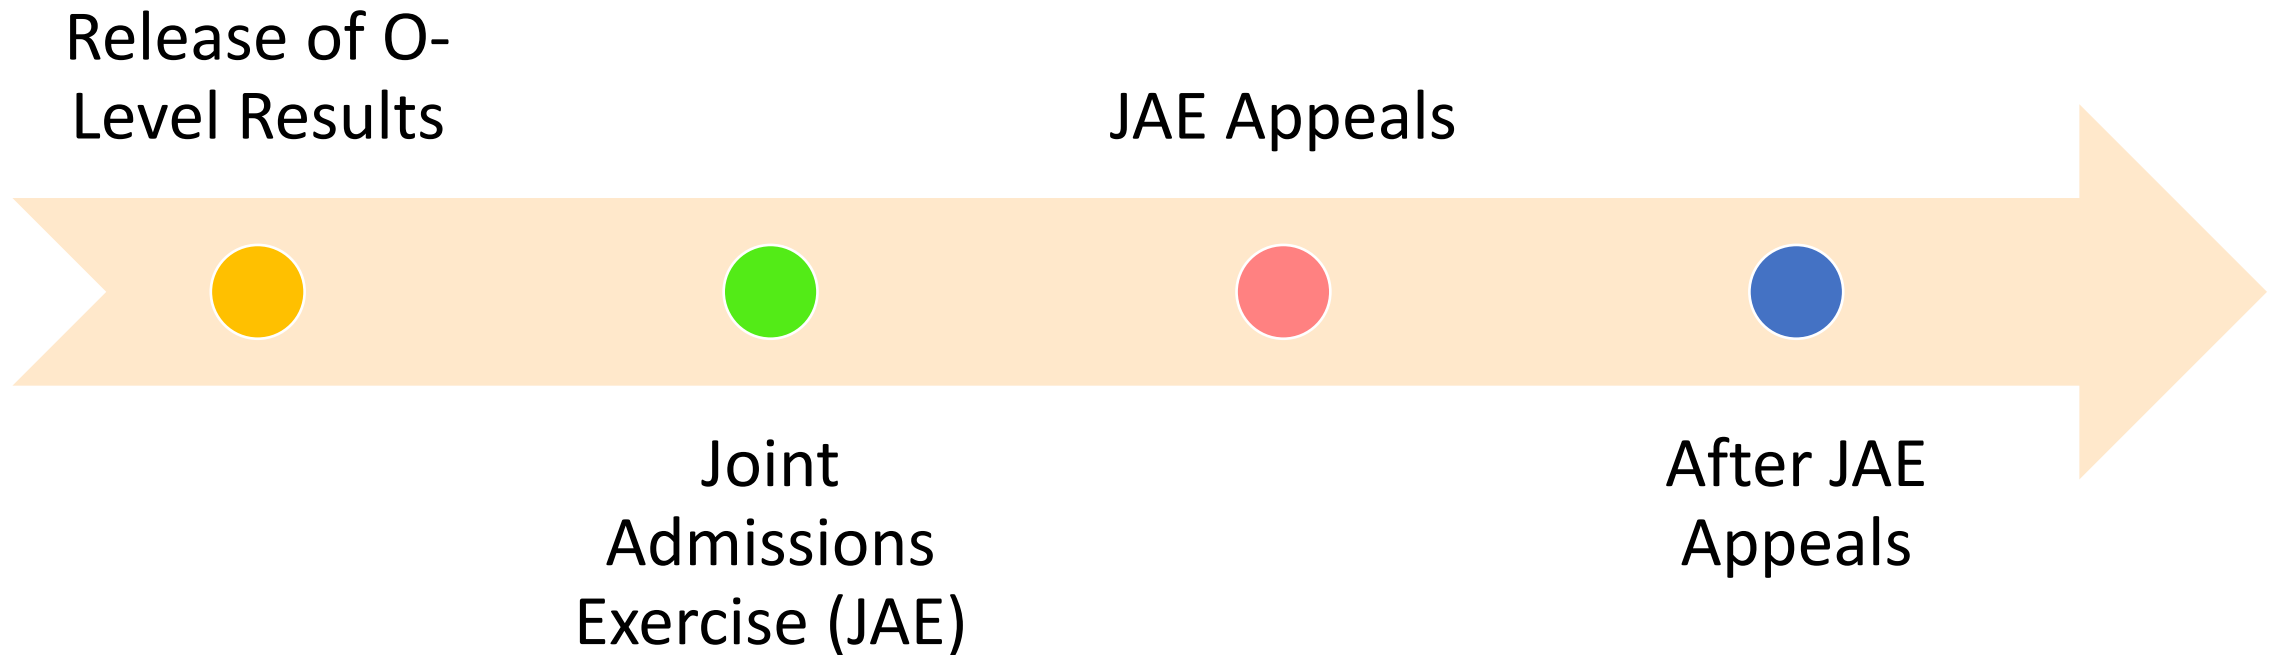 Release of O-
Level Results
Joint
Admissions
Exercise (JAE)
JAE Appeals
After JAE
Appeals